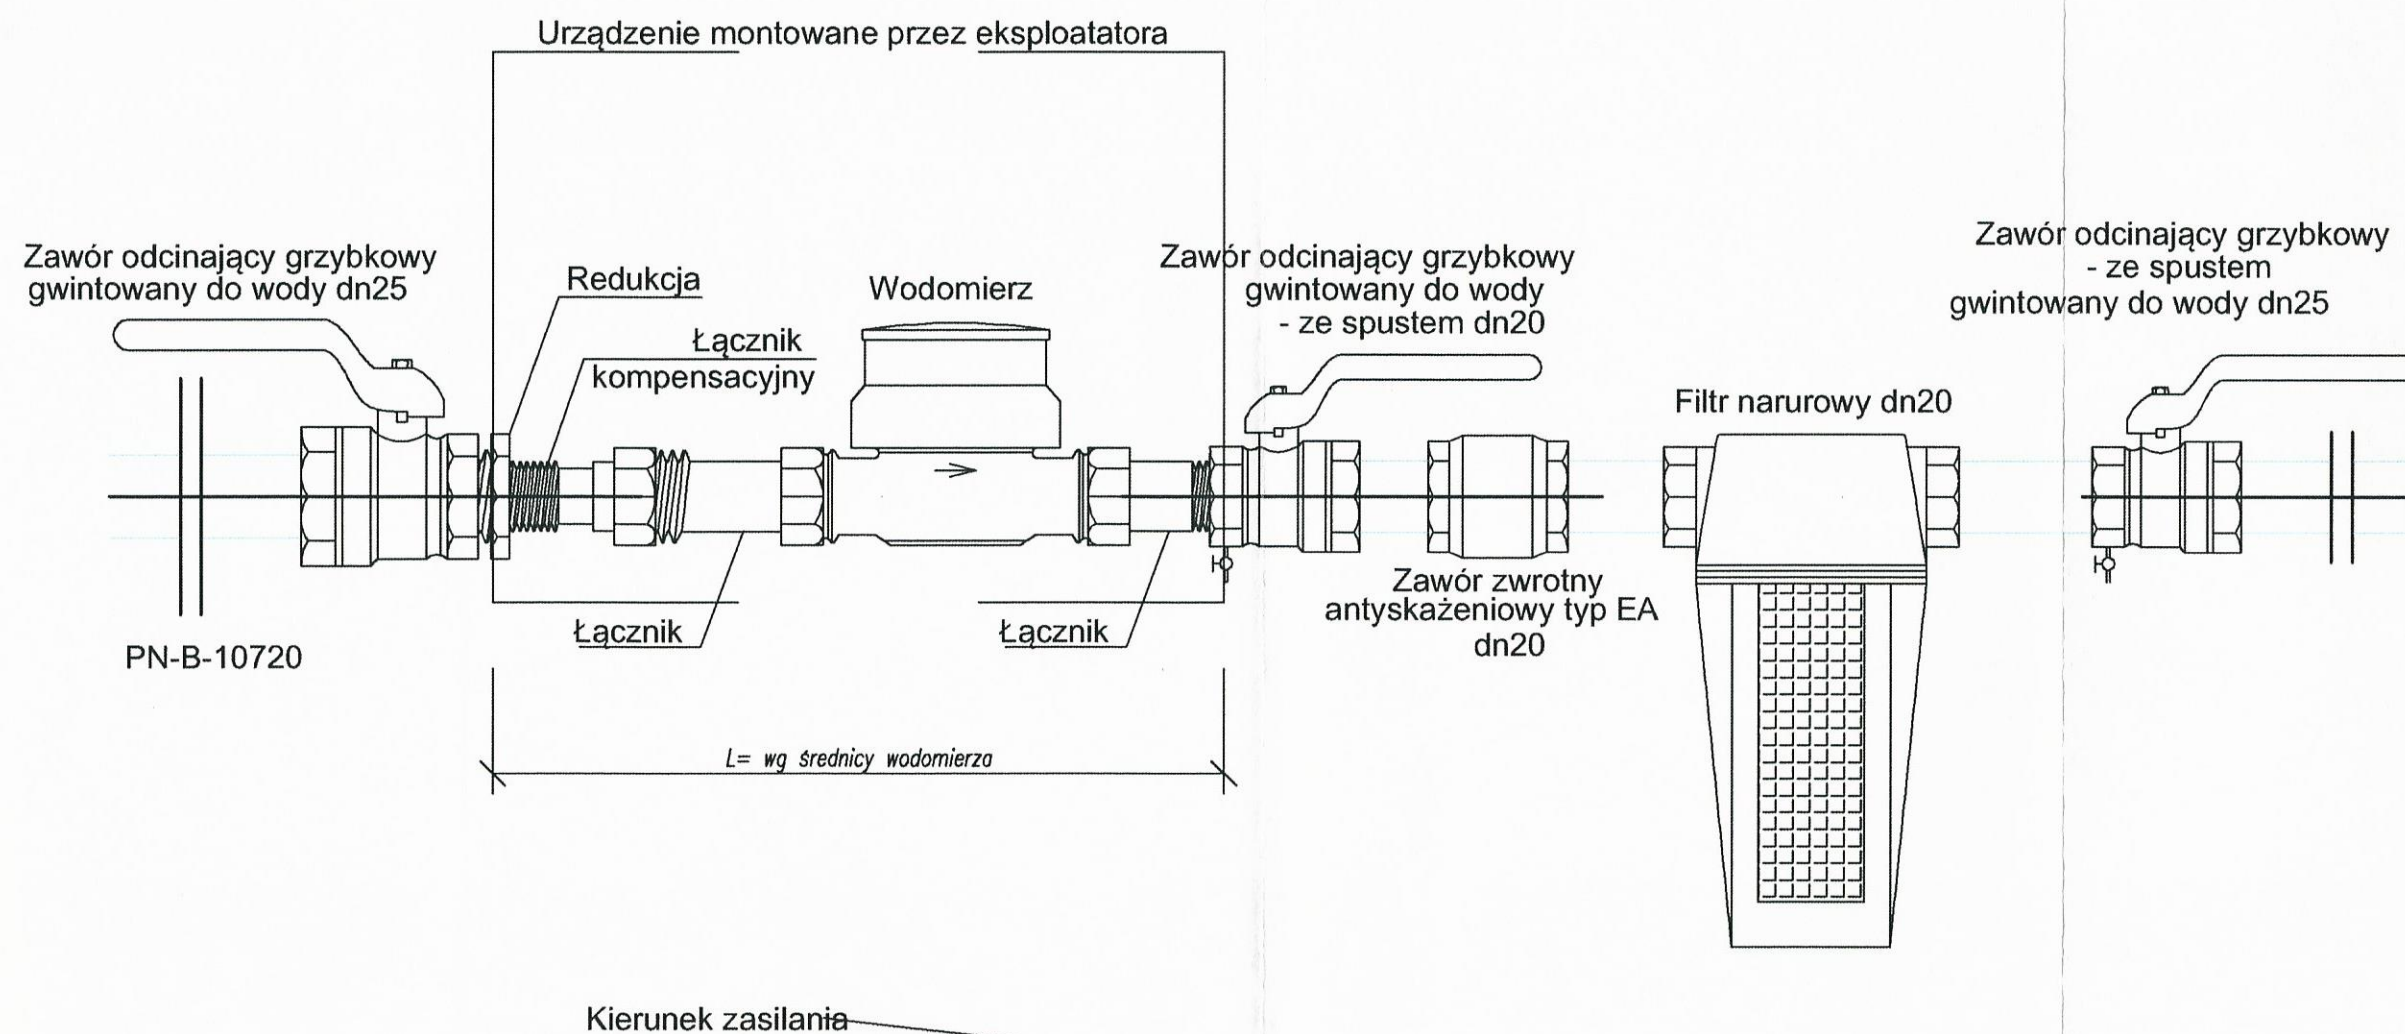 Urządzenie montowane przez eksploatatora
Zawór odcinający grzybkowy
gwintowany do wody dn25
Redukcja
Łącznik
kompensacyjny
Wodomierz
Zawór odcinający grzybkowy
gwintowany do wody
- ze spustem dn20
Zawór odcinający grzybkowy
- ze spustem
gwintowany do wody dn25
Filtr narurowy dn20
Zawór zwrotny
antyskażeniowy typ EA
dn20
Łącznik
Łącznik
PN-B-10720
L= wg średnicy wodomierza
Kierunek zasilania